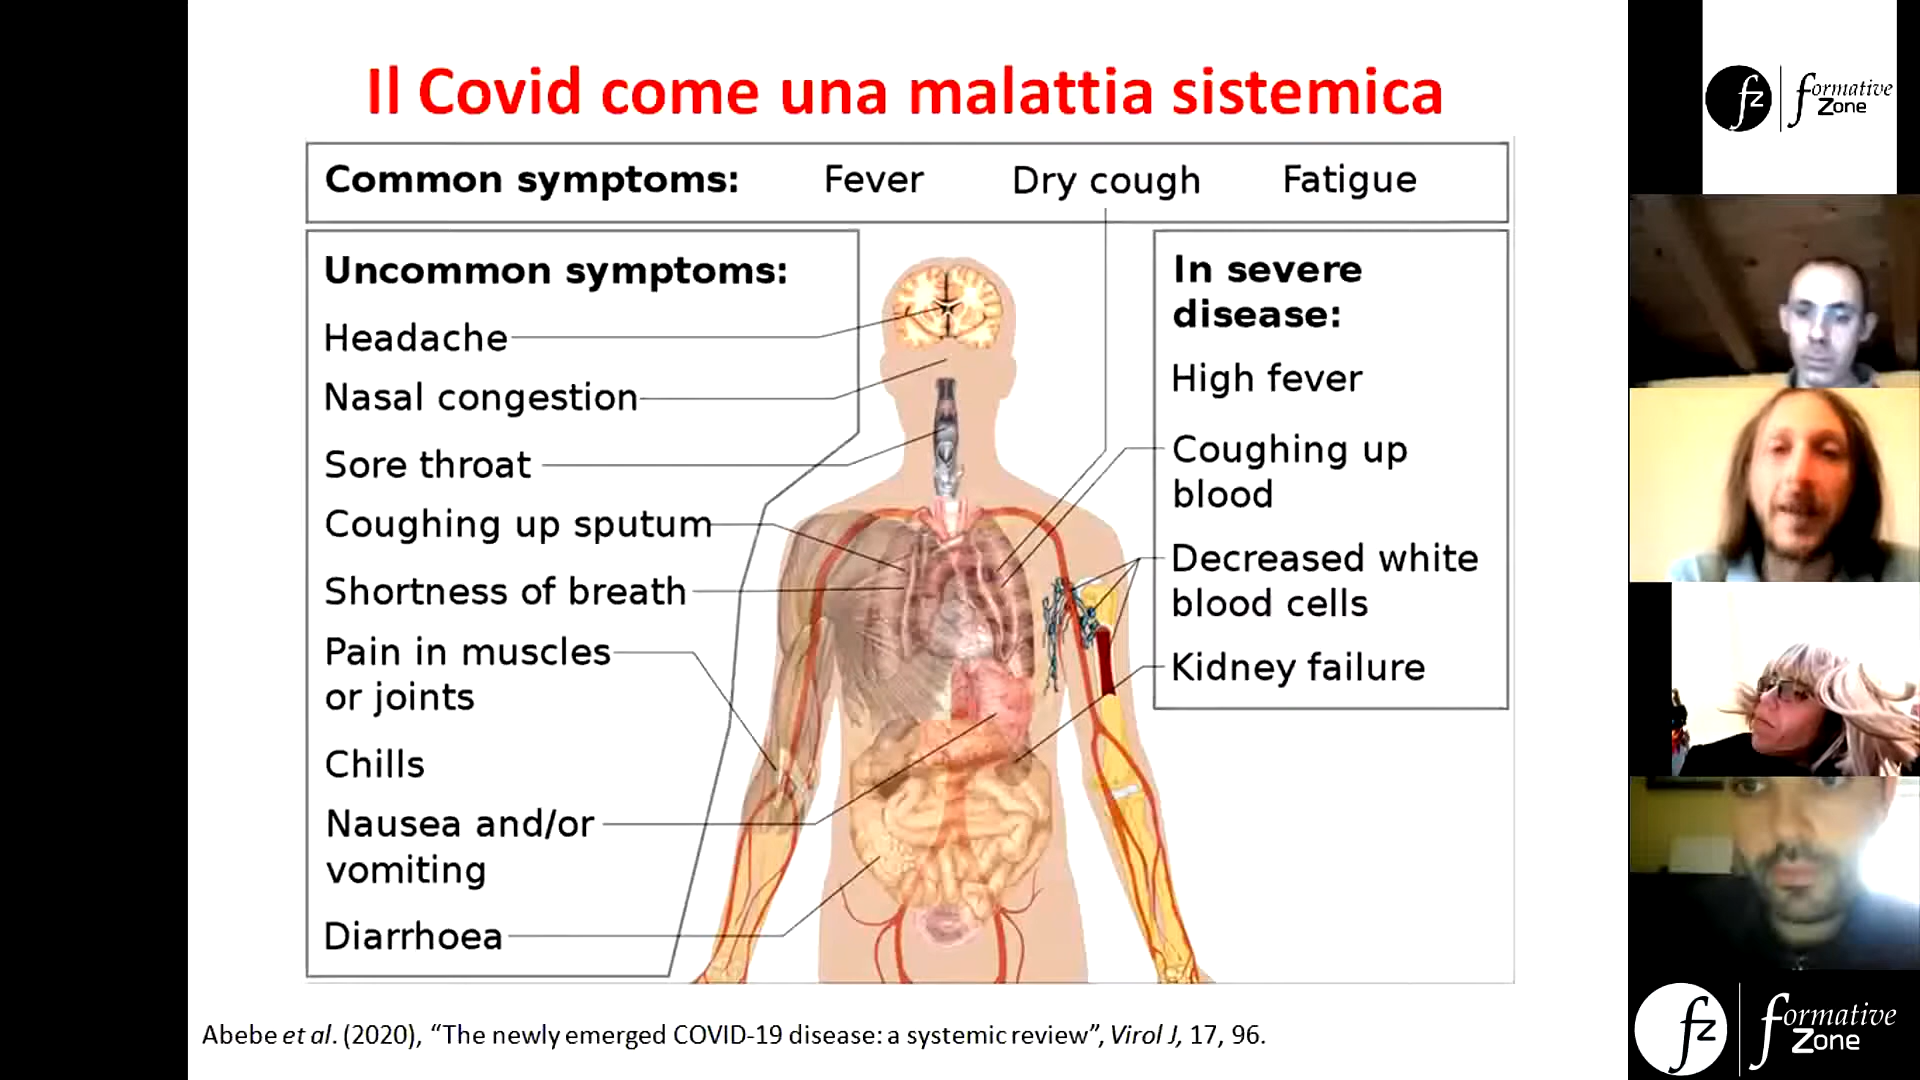 Il Covid come una malattia sistemica
Common symptoms: Fever Dry cough Fatigue
Uncommon symptoms:
Headache
Nasal congestion
Sore throat
Coughing up sputum
Shortness of breath
Pain in muscles
or joints
Chills
Nausea and/or
vomiting
Diarrhoea
In severe
disease:
High fever
Coughing up
blood
Decreased white
blood cells
Kidney failure
Abebe et al. (2020), “The newly emerged COVID-19 disease: a systemic review”, Virol J, 17, 96.
fz formative
Zone
fz formative
Zone